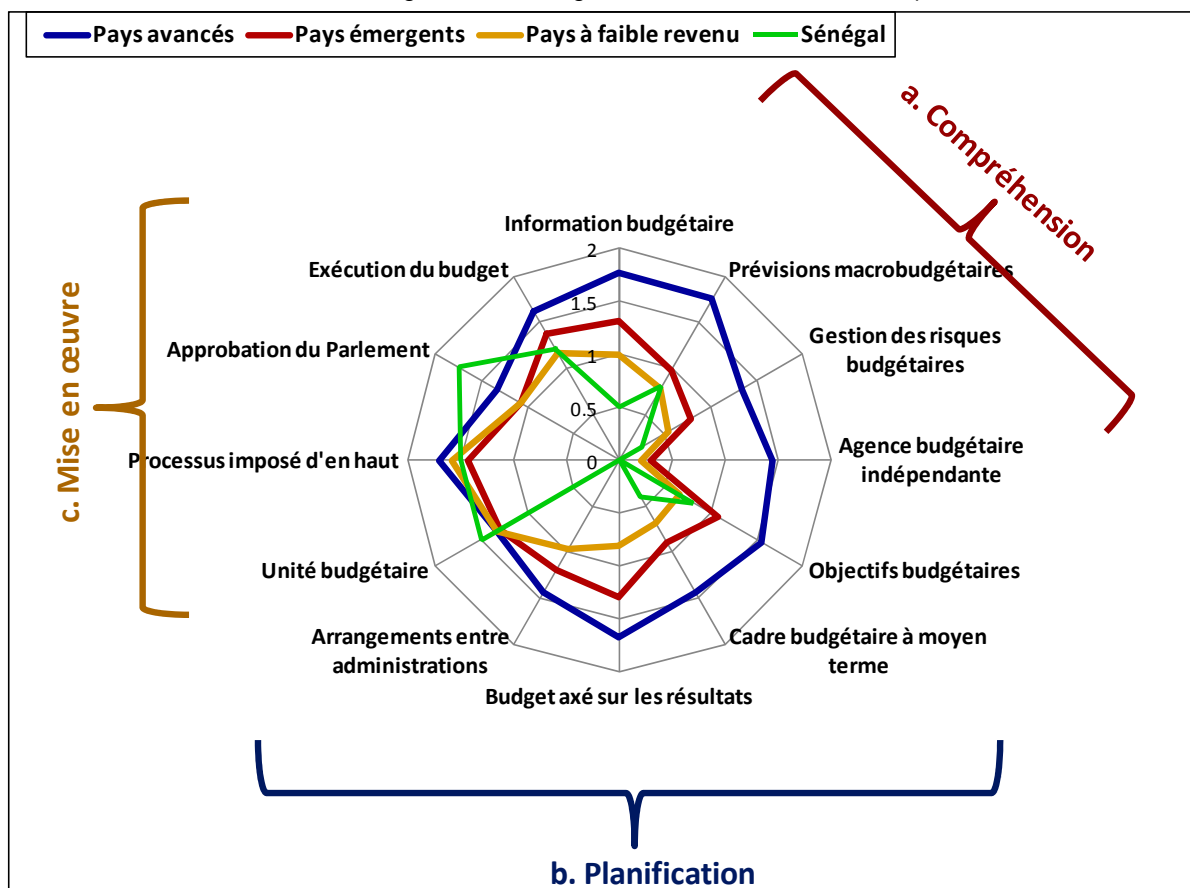 Pays avancés Pays émergents Pays à faible revenu Sénégal
a. Compréhension
Information budgétaire
Prévisions macrobudgétaires
Gestion des risques
budgétaires
Agence budgétaire
indépendante
Objectifs budgétaires
Cadre budgétaire à moyen
terme
Budget axé sur les résultats
Arrangements entre
administrations
Unité budgétaire
Processus imposé d'en haut
Approbation du Parlement
Exécution du budget
2
1.5
1
0.5
0
c. Mise en œuvre
b. Planification